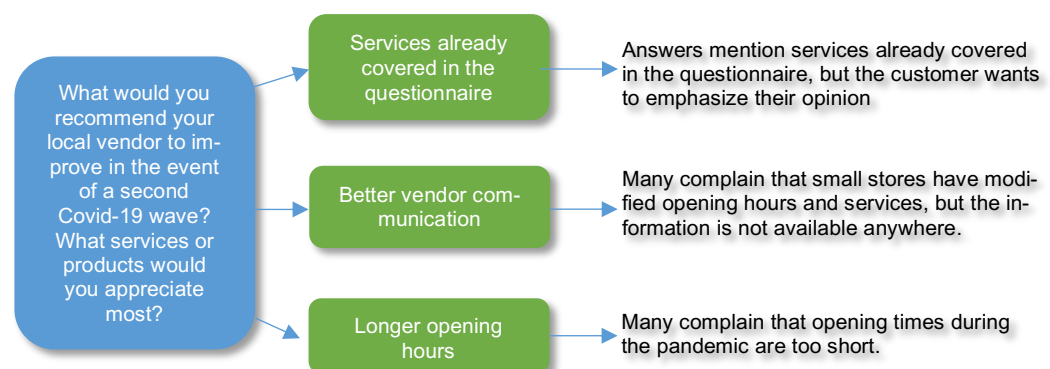 What would you
recommend your
local vendor to im-
prove in the event
of a second
Covid-19 wave?
What services or
products would
you appreciate
most?
Services already
covered in the
questionnaire
Answers mention services already covered
in the questionnaire, but the customer wants
to emphasize their opinion
Better vendor com-
munication
Many complain that small stores have modi-
fied opening hours and services, but the in-
formation is not available anywhere.
Longer opening
hours
Many complain that opening times during
the pandemic are too short.